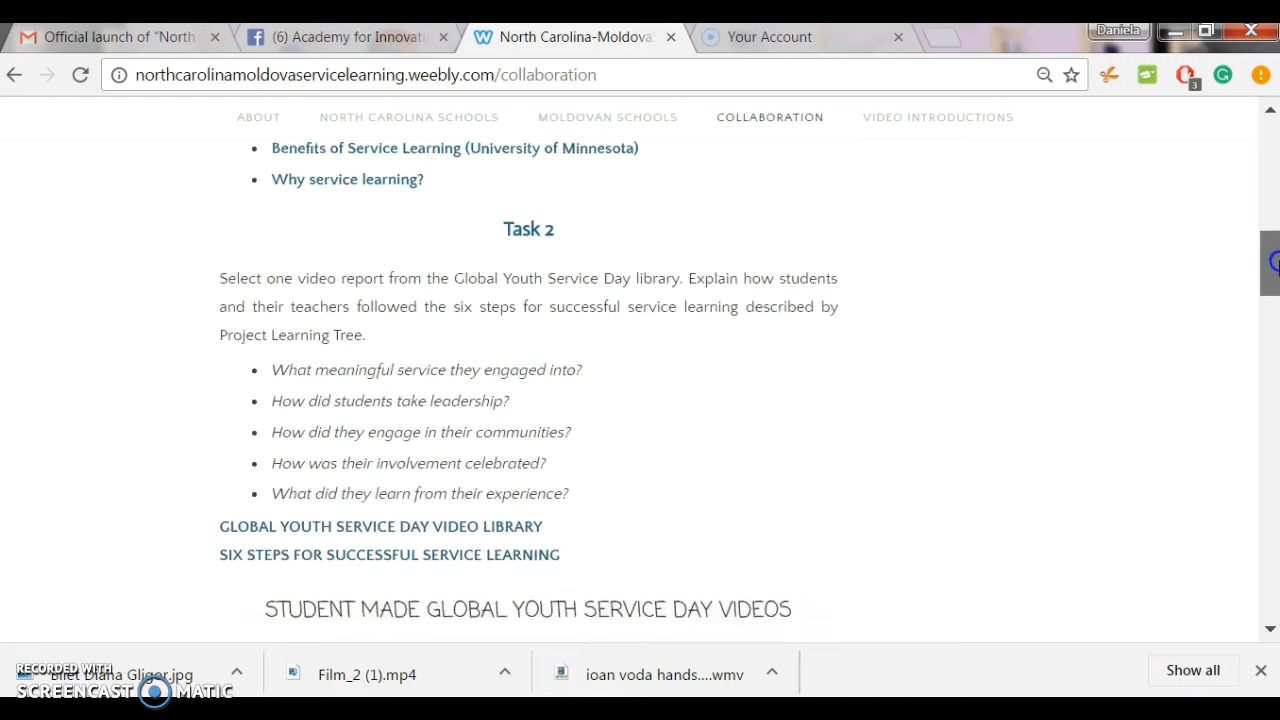 Official launch of "North
(6) Academy for Innovati
North Carolina-Moldova
Your Account
Daniela
northcarolinamoldovaservicelearning.weebly.com/collaboration
3
ABOUT
NORTH CAROLINA SCHOOLS
MOLDOVAN SCHOOLS
COLLABORATION
VIDEO INTRODUCTIONS
• Benefits of Service Learning (University of Minnesota)
• Why service learning?
Task 2
Select one video report from the Global Youth Service Day library. Explain how students
and their teachers followed the six steps for successful service learning described by
Project Learning Tree.
• What meaningful service they engaged into?
• How did students take leadership?
• How did they engage in their communities?
• How was their involvement celebrated?
• What did they learn from their experience?
GLOBAL YOUTH SERVICE DAY VIDEO LIBRARY
SIX STEPS FOR SUCCESSFUL SERVICE LEARNING
STUDENT MADE GLOBAL YOUTH SERVICE DAY VIDEOS
Bilet Diana Gligor.jpg
Film_2 (1).mp4
ioan voda hands....wmv
Show all
RECORDED WITH
SCREENCAST MATIC